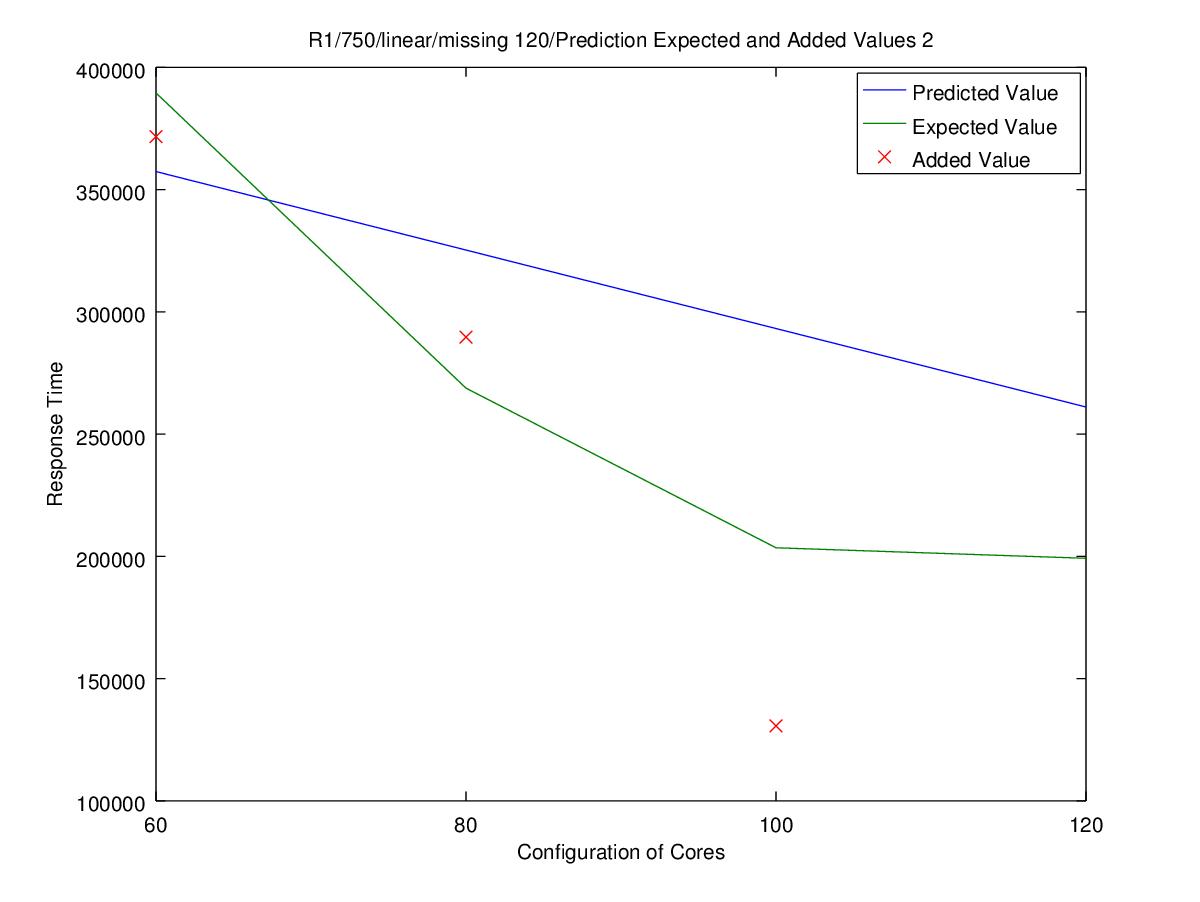 R1/750/linear/missing 120/Prediction Expected and Added Values 2
400000
350000
300000
250000
200000
150000
100000
Response Time
Predicted Value
Expected Value
Added Value
60 80 100 120
Configuration of Cores